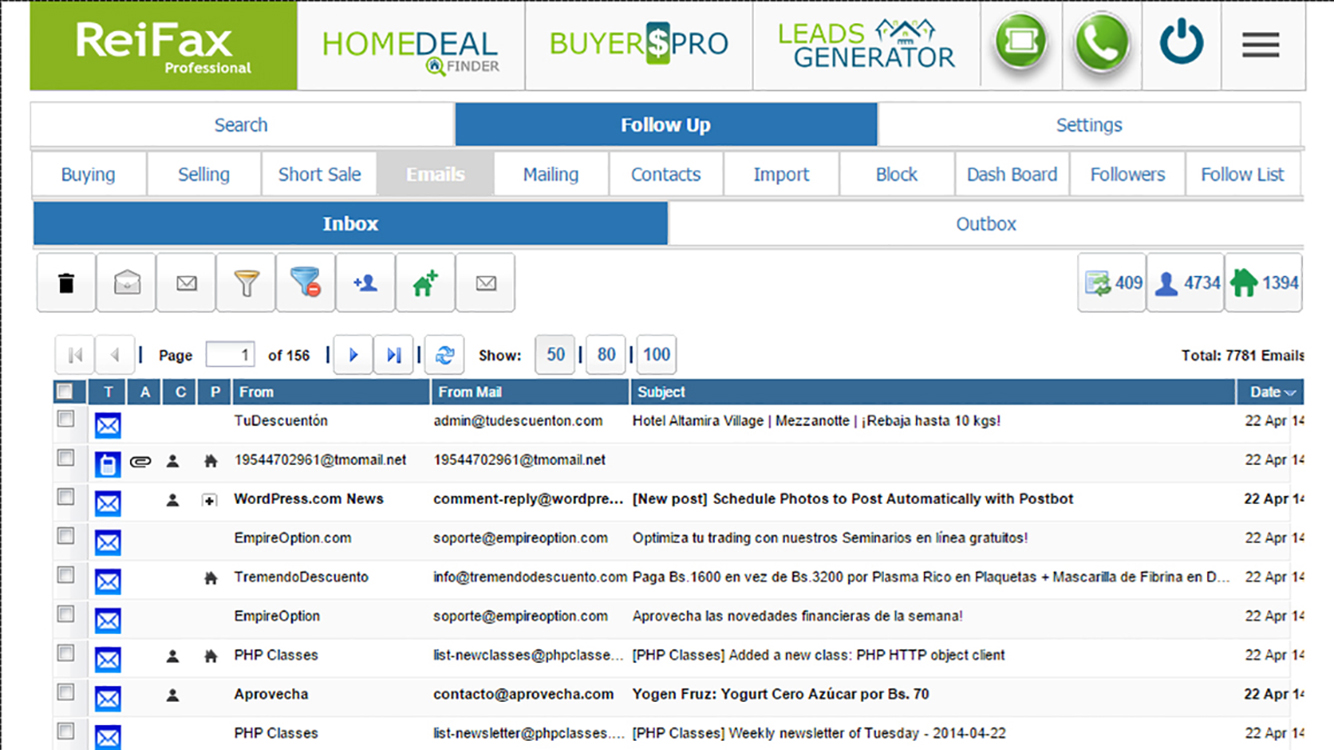 ReiFax
Professional
HOMEDEAL
FINDER
BUYER$PRO
LEADS
GENERATOR
Search Follow Up Settings
Buying Selling Short Sale Emails Mailing Contacts Import Block Dash Board Followers Follow List
Inbox Outbox
409 4734 1394
Page 1 of 156 Show: 50 80 100 Total: 7781 Emails
T A C P From From Mail Subject Date
TuDescuentón admin@tudescuenton.com Hotel Altamira Village | Mezzanotte | ¡Rebaja hasta 10 kgs! 22 Apr 14
19544702961@tmomail.net 19544702961@tmomail.net 22 Apr 14
WordPress.com News comment-reply@wordpre... [New post] Schedule Photos to Post Automatically with Postbot 22 Apr 14
EmpireOption.com soporte@empireoption.com Optimiza tu trading con nuestros Seminarios en línea gratuitos! 22 Apr 14
TremendoDescuento info@tremendodescuento.com Paga Bs.1600 en vez de Bs.3200 por Plasma Rico en Plaquetas + Mascarilla de Fibrina en D... 22 Apr 14
EmpireOption soporte@empireoption.com Aprovecha las novedades financieras de la semana! 22 Apr 14
PHP Classes list-newclasses@phpclasse... [PHP Classes] Added a new class: PHP HTTP object client 22 Apr 14
Aprovecha contacto@aprovecha.com Yogen Fruz: Yogurt Cero Azúcar por Bs. 70 22 Apr 14
PHP Classes list-newsletter@phpclasses.... [PHP Classes] Weekly newsletter of Tuesday - 2014-04-22 22 Apr 14